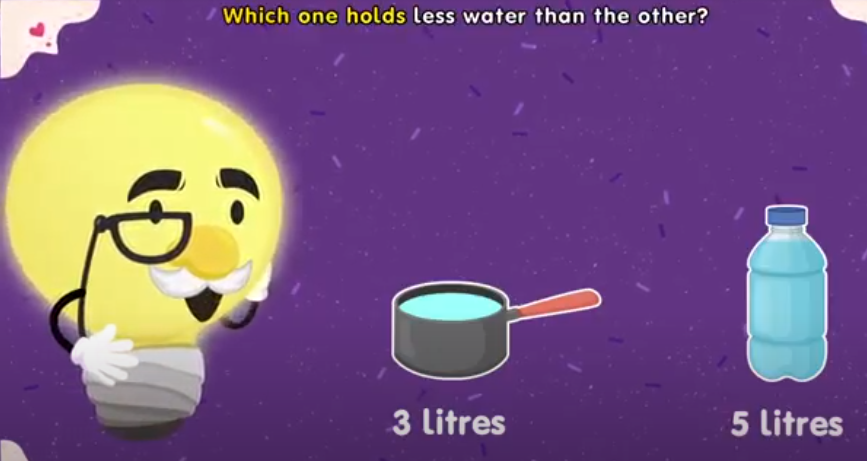 Which one holds less water than the other?
3 litres
5 litres